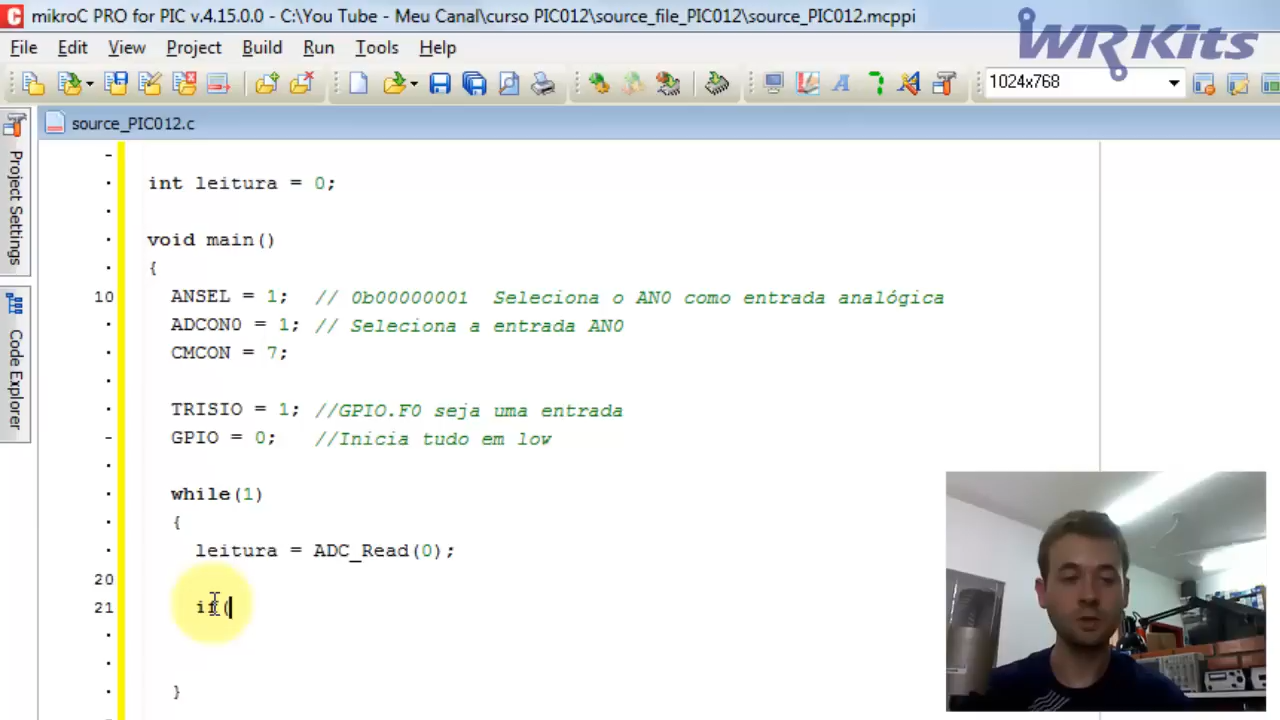 mikroC PRO for PIC v.4.15.0.0 - C:\You Tube - Meu Canal\curso PIC012\source_file_PIC012\source_PIC012.mcppi
WR Kits
File Edit View Project Build Run Tools Help
1024x768
source_PIC012.c
Project Settings
Code Explorer
int leitura = 0;
void main()
{
10 ANSEL = 1; // 0b00000001 Seleciona o AN0 como entrada analógica
ADCON0 = 1; // Seleciona a entrada AN0
CMCON = 7;
TRISIO = 1; //GPIO.F0 seja uma entrada
GPIO = 0; //Inicia tudo em low
while(1)
{
leitura = ADC_Read(0);
20
21 if(
}